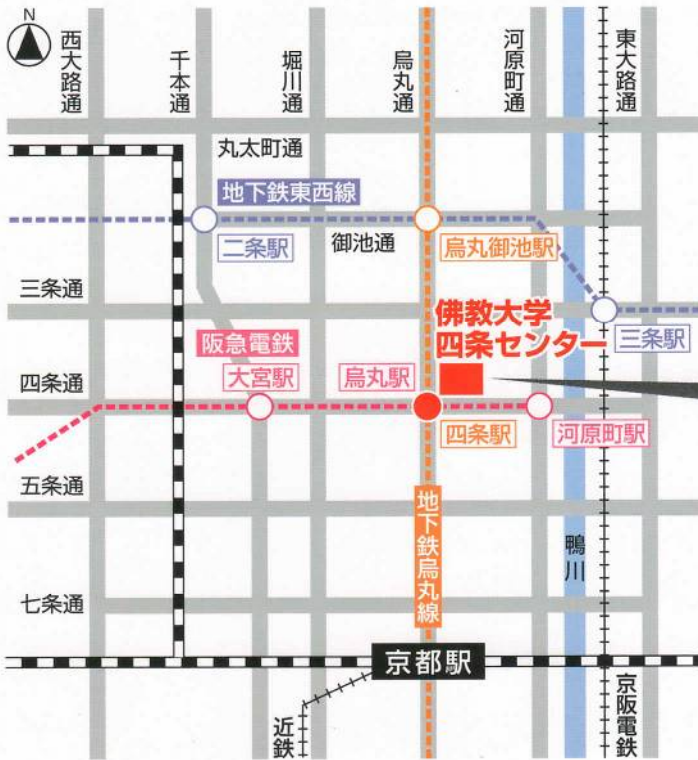 N
西大路通
千本通
堀川通
烏丸通
河原町通
東大路通
丸太町通
地下鉄東西線
二条駅
御池通
烏丸御池駅
三条通
佛教大学
四条センター
三条駅
阪急電鉄
四条通
大宮駅
烏丸駅
四条駅
河原町駅
五条通
地下鉄烏丸線
鴨川
七条通
京都駅
近鉄
京阪電鉄